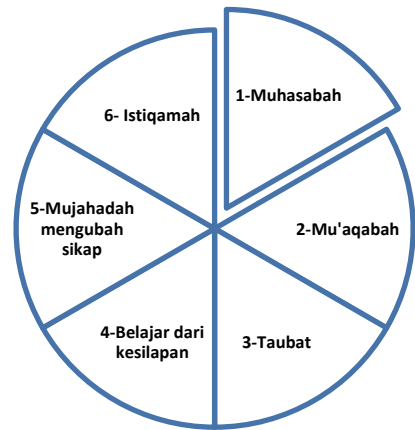 1-Muhasabah
2-Mu'aqabah
3-Taubat
4-Belajar dari
kesilapan
5-Mujahadah
mengubah
sikap
6- Istiqamah